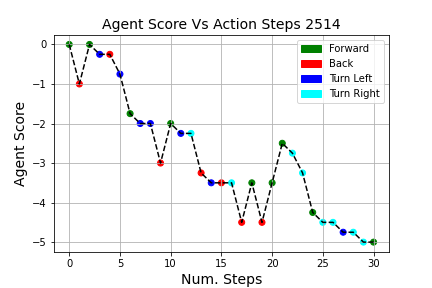 Agent Score Vs Action Steps 2514
Agent Score
0
−1
−2
−3
−4
−5
Forward
Back
Turn Left
Turn Right
0 5 10 15 20 25 30
Num. Steps